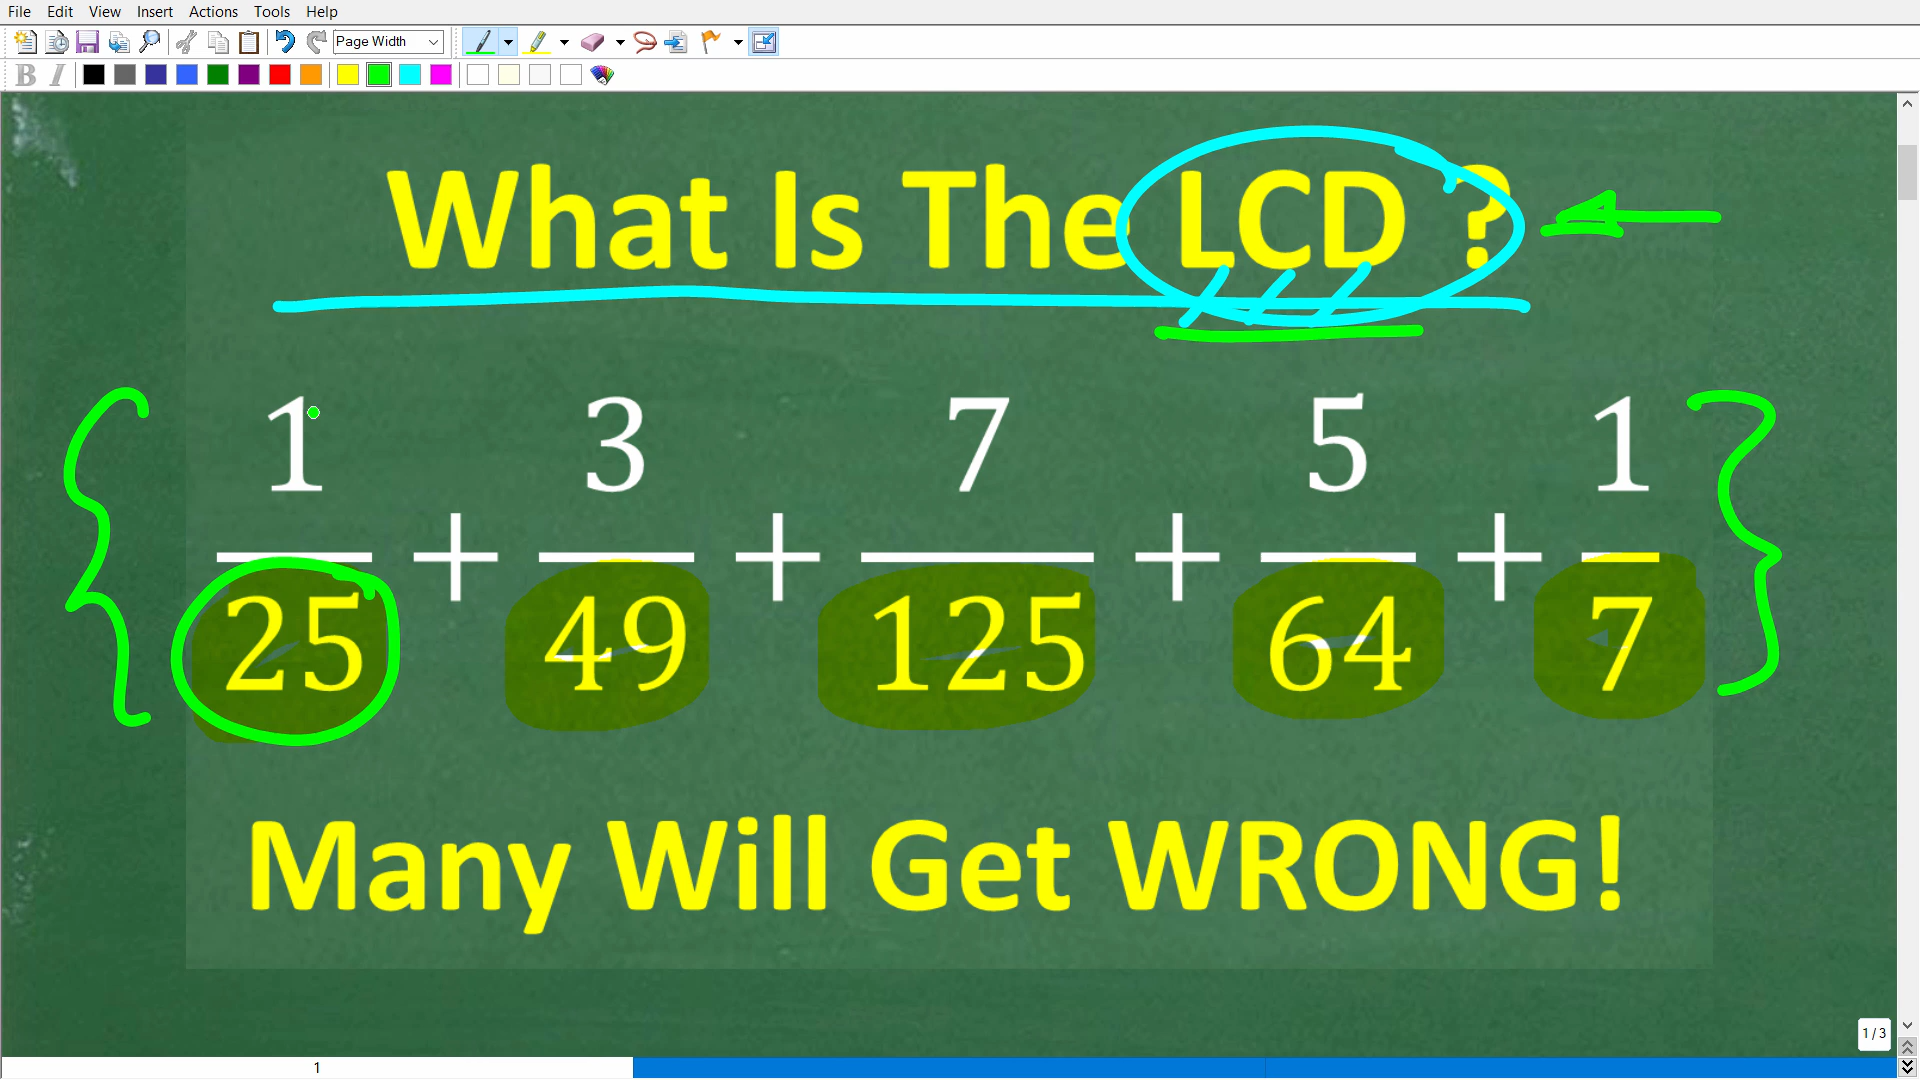 File Edit View Insert Actions Tools Help
Page Width
B I
What Is The LCD ?
1/25 + 3/49 + 7/125 + 5/64 + 1/7
Many Will Get WRONG!
1 / 3
1